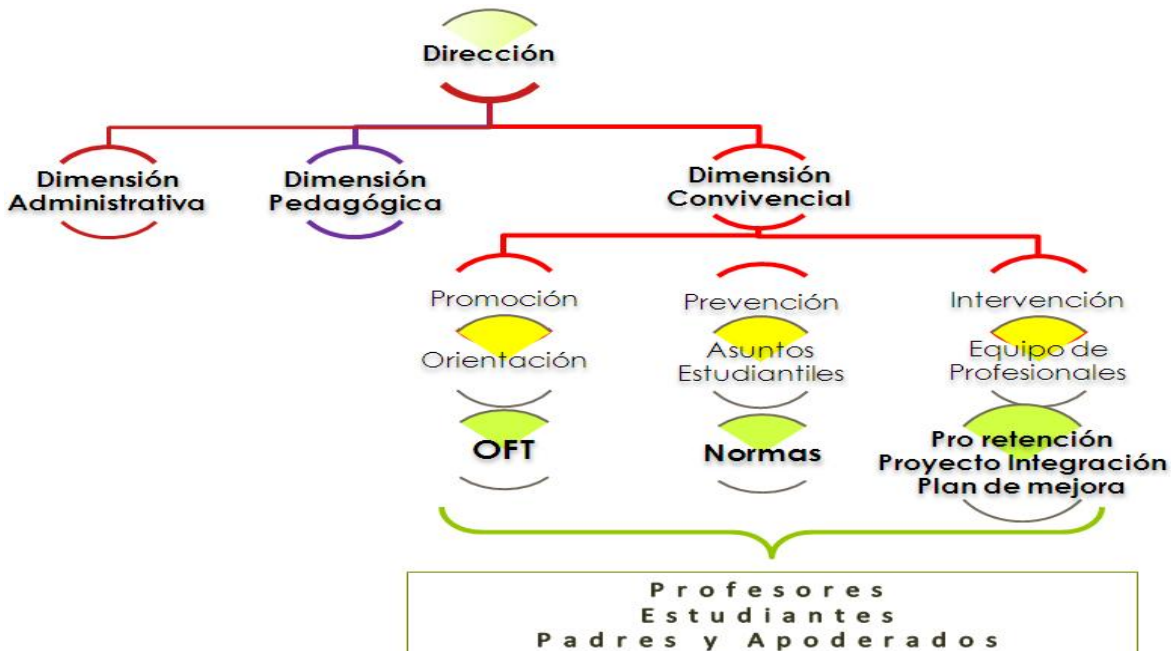 Dirección
Dimensión
Administrativa
Dimensión
Pedagógica
Dimensión
Convivencial
Promoción
Prevención
Intervención
Orientación
Asuntos
Estudiantiles
Equipo de
Profesionales
OFT
Normas
Pro retención
Proyecto Integración
Plan de mejora
Profesores
Estudiantes
Padres y Apoderados